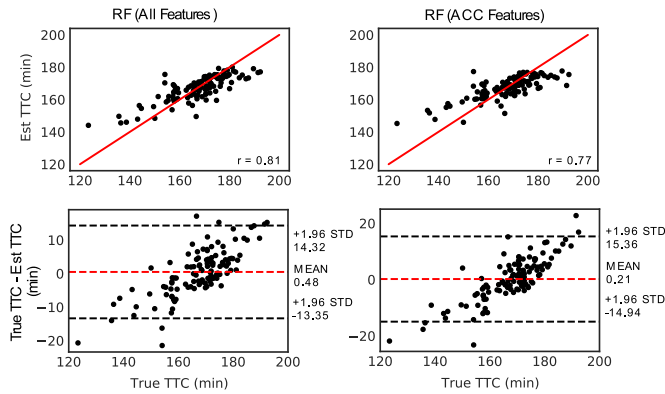 RF (All Features )
RF (ACC Features)
Est TTC (min)
200
180
160
140
120
r = 0.81
120 140 160 180 200
200
180
160
140
120
r = 0.77
120 140 160 180 200
True TTC - Est TTC
(min)
10
0
−10
−20
+1.96 STD
14.32
MEAN
0.48
+1.96 STD
-13.35
120 140 160 180 200
True TTC (min)
20
0
−20
+1.96 STD
15.36
MEAN
0.21
+1.96 STD
-14.94
120 140 160 180 200
True TTC (min)